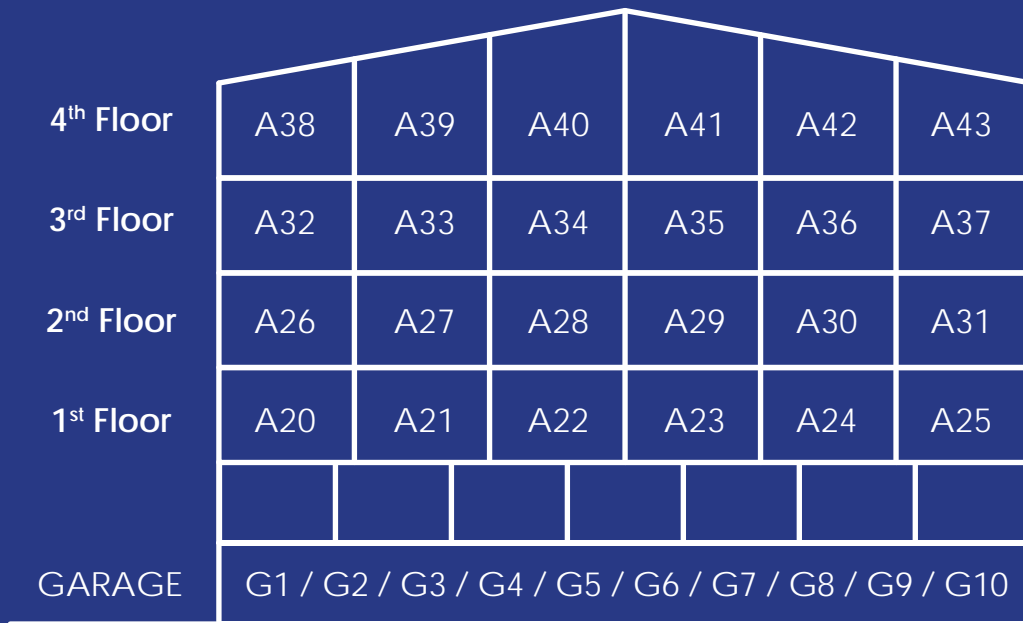 4th Floor A38 A39 A40 A41 A42 A43
3rd Floor A32 A33 A34 A35 A36 A37
2nd Floor A26 A27 A28 A29 A30 A31
1st Floor A20 A21 A22 A23 A24 A25
GARAGE G1 / G2 / G3 / G4 / G5 / G6 / G7 / G8 / G9 / G10